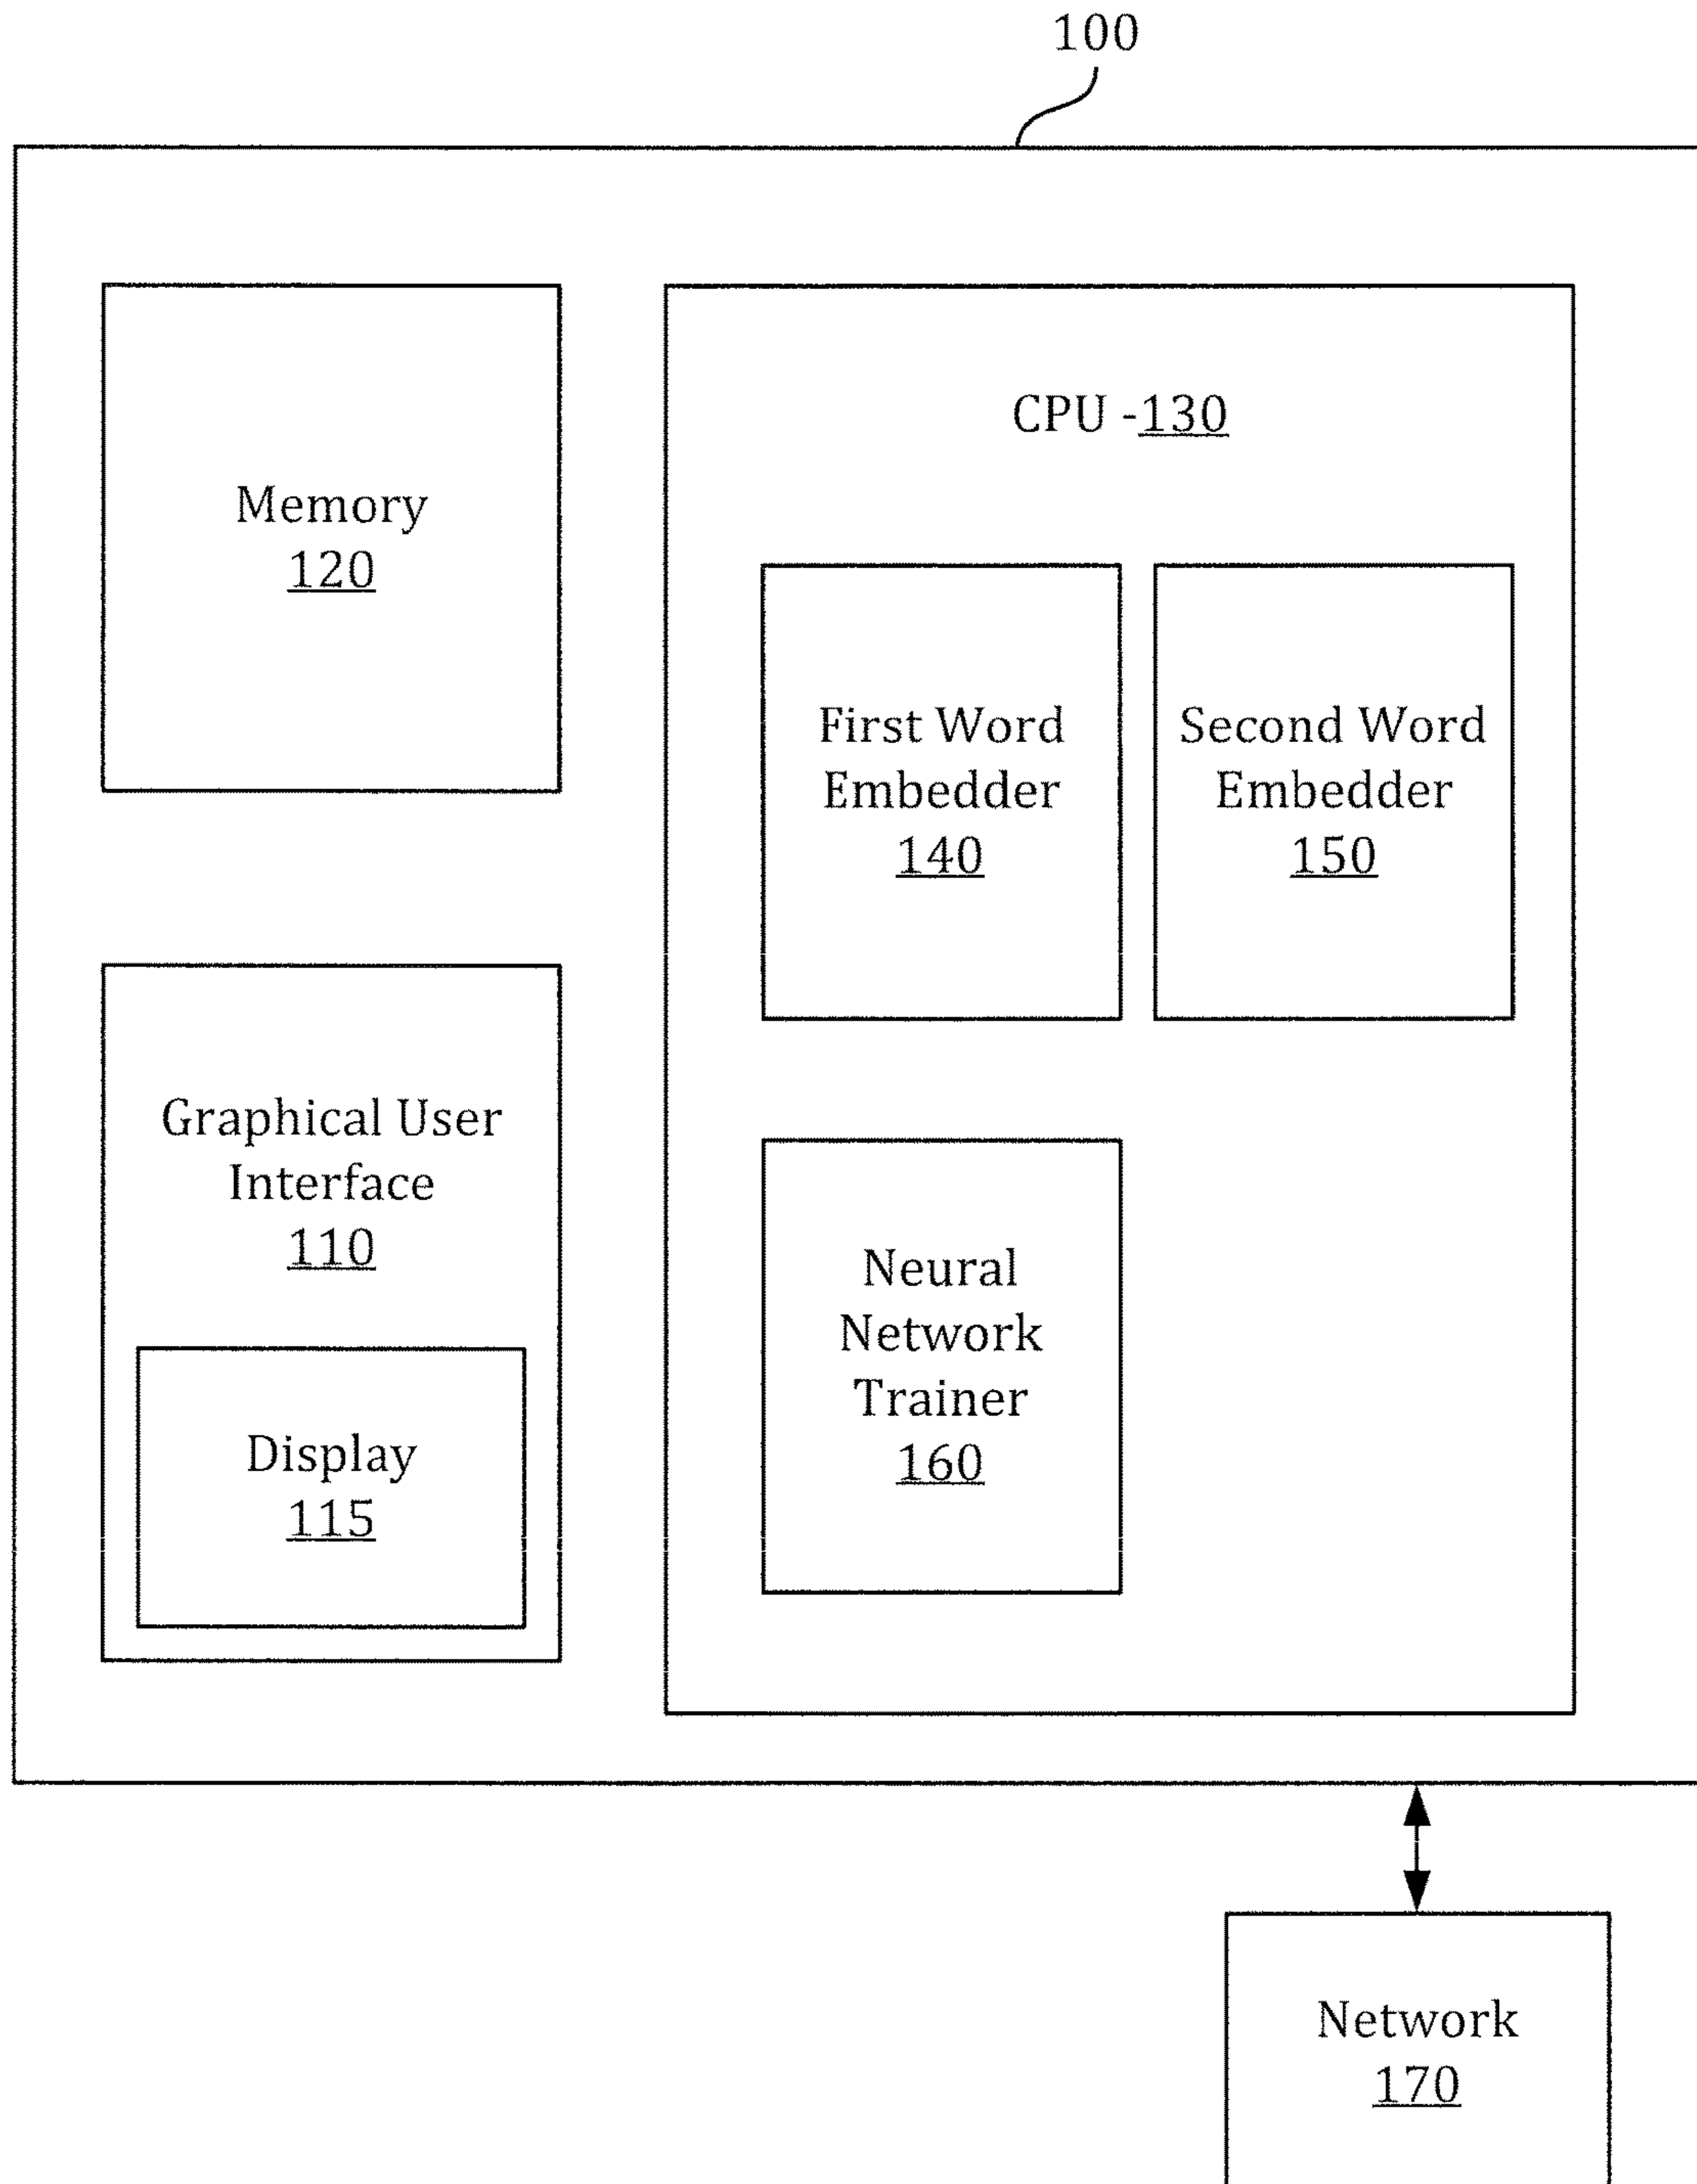 100
Memory
120
CPU -130
First Word
Embedder
140
Second Word
Embedder
150
Graphical User
Interface
110
Display
115
Neural
Network
Trainer
160
Network
170